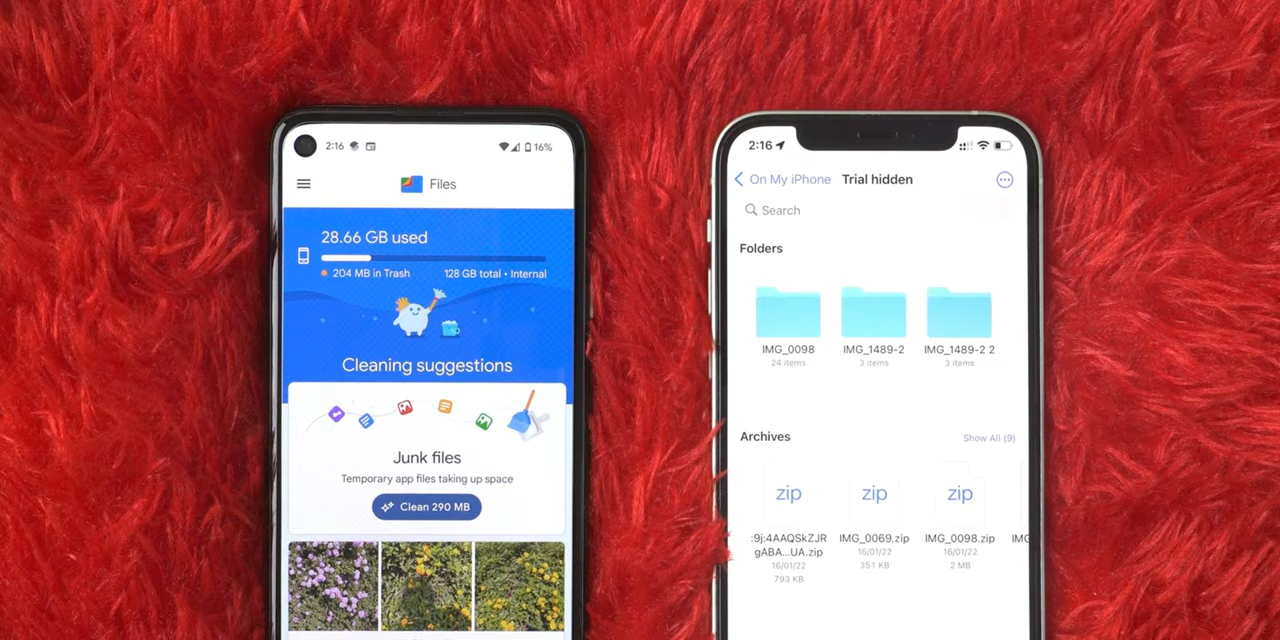 2:16
16%
Files
28.66 GB used
204 MB in Trash
128 GB total • Internal
Cleaning suggestions
Junk files
Temporary app files taking up space
Clean 290 MB
2:16
On My iPhone
Trial hidden
Search
Folders
IMG_0098
24 items
IMG_1489-2
3 items
IMG_1489-2 2
3 items
Archives
Show All (9)
zip
:9j:4AAQSkZJR
gABA...UA.zip
16/01/22
793 KB
zip
IMG_0069.zip
16/01/22
351 KB
zip
IMG_0098.zip
16/01/22
2 MB
IMG